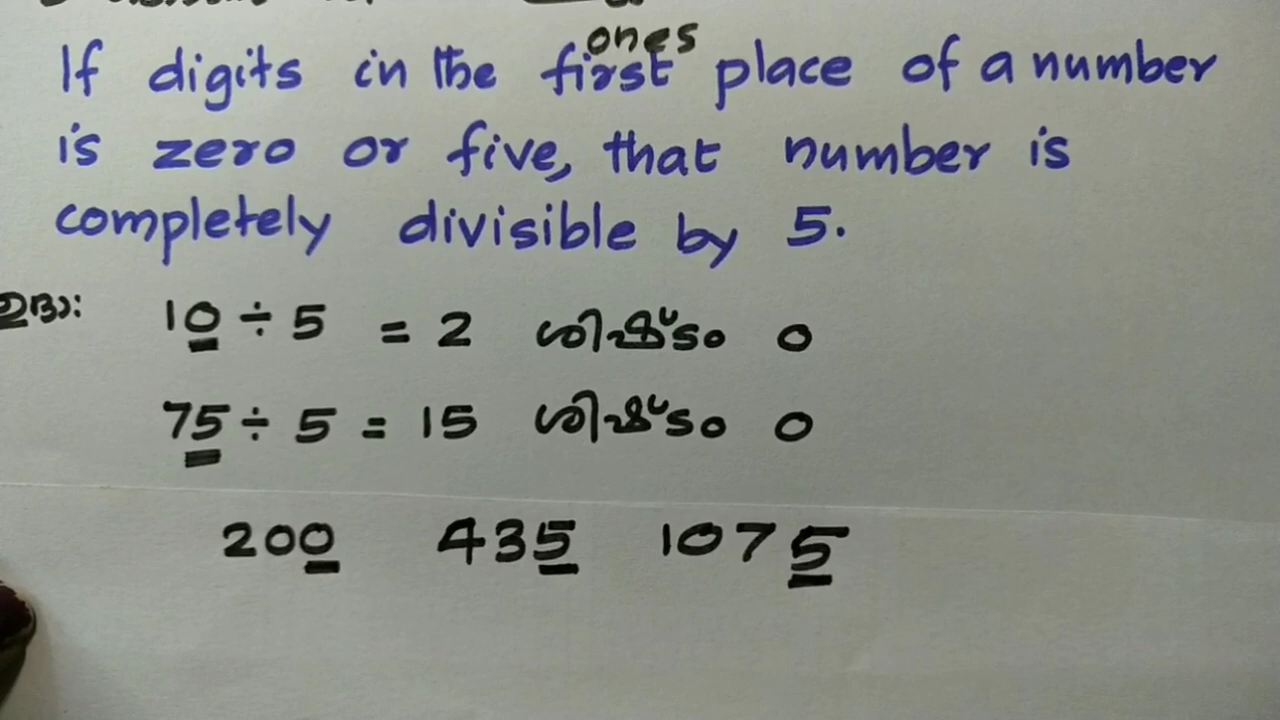 ones
If digits in the first place of a number
is zero or five, that number is
completely divisible by 5.
ഉദാ: 10 ÷ 5 = 2 ശിഷ്ടം 0
75 ÷ 5 = 15 ശിഷ്ടം 0
200 435 1075